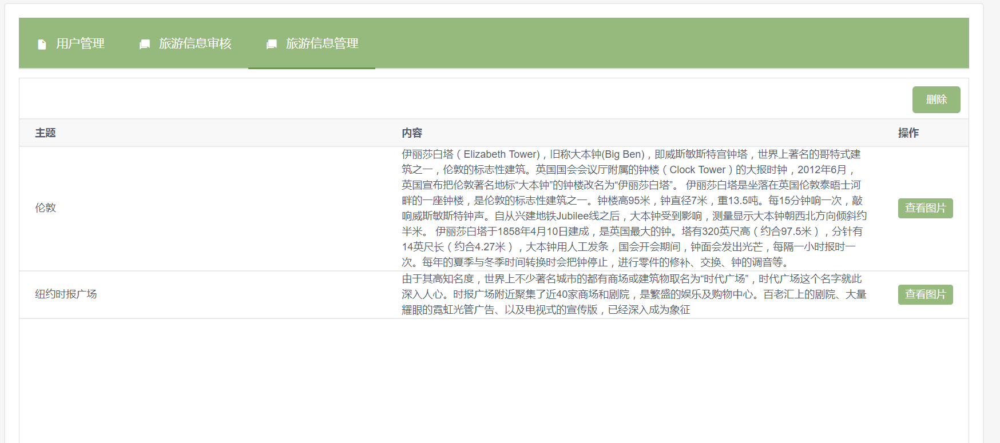 用户管理 旅游信息审核 旅游信息管理
删除
主题 内容 操作
伊丽莎白塔（Elizabeth Tower)，旧称大本钟(Big Ben)，即威斯敏斯特宫钟塔，世界上著名的哥特式建
筑之一，伦敦的标志性建筑。英国国会会议厅附属的钟楼（Clock Tower）的大报时钟，2012年6月，
英国宣布把伦敦著名地标“大本钟”的钟楼改名为“伊丽莎白塔”。 伊丽莎白塔是坐落在英国伦敦泰晤士河
畔的一座钟楼，是伦敦的标志性建筑之一。钟楼高95米，钟直径7米，重13.5吨。每15分钟响一次，敲
伦敦 查看图片
响威斯敏斯特钟声。自从兴建地铁Jubilee线之后，大本钟受到影响，测量显示大本钟朝西北方向倾斜约
半米。 伊丽莎白塔于1858年4月10日建成，是英国最大的钟。塔有320英尺高（约合97.5米），分针有
14英尺长（约合4.27米），大本钟用人工发条，国会开会期间，钟面会发出光芒，每隔一小时报时一
次。每年的夏季与冬季时间转换时会把钟停止，进行零件的修补、交换、钟的调音等。
由于其高知名度，世界上不少著名城市的都有商场或建筑物取名为“时代广场”，时代广场这个名字就此
纽约时报广场 深入人心。时报广场附近聚集了近40家商场和剧院，是繁盛的娱乐及购物中心。百老汇上的剧院、大量 查看图片
耀眼的霓虹光管广告、以及电视式的宣传版，已经深入成为象征